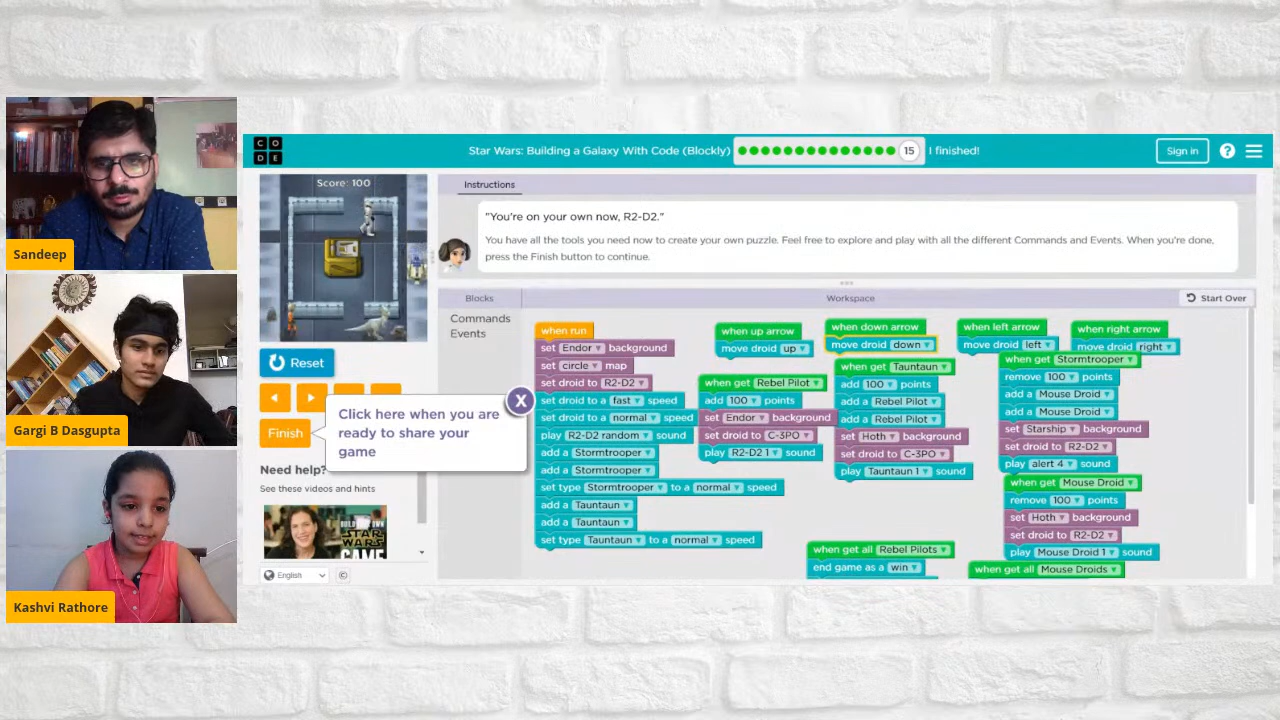 Sandeep
Gargi B Dasgupta
Kashvi Rathore
C O
D E
Star Wars: Building a Galaxy With Code (Blockly)
15
I finished!
Sign in
?
Score: 100
Reset
Finish
Click here when you are
ready to share your
game
X
Need help?
See these videos and hints
BUILD YOUR OWN
STAR
WARS
GAME
English
©
Instructions
"You're on your own now, R2-D2."
You have all the tools you need now to create your own puzzle. Feel free to explore and play with all the different Commands and Events. When you're done,
press the Finish button to continue.
Blocks
Workspace
Start Over
Commands
Events
when run
set Endor background
set circle map
set droid to R2-D2
set droid to a fast speed
set droid to a normal speed
play R2-D2 random sound
add a Stormtrooper
add a Stormtrooper
set type Stormtrooper to a normal speed
add a Tauntaun
add a Tauntaun
set type Tauntaun to a normal speed
when up arrow
move droid up
when down arrow
move droid down
when left arrow
move droid left
when right arrow
move droid right
when get Rebel Pilot
add 100 points
set Endor background
set droid to C-3PO
play R2-D2 1 sound
when get Tauntaun
add 100 points
add a Rebel Pilot
add a Rebel Pilot
set Hoth background
set droid to C-3PO
play Tauntaun 1 sound
when get Stormtrooper
remove 100 points
add a Mouse Droid
add a Mouse Droid
set Starship background
set droid to R2-D2
play alert 4 sound
when get Mouse Droid
remove 100 points
set Hoth background
set droid to R2-D2
play Mouse Droid 1 sound
when get all Rebel Pilots
end game as a win
when get all Mouse Droids